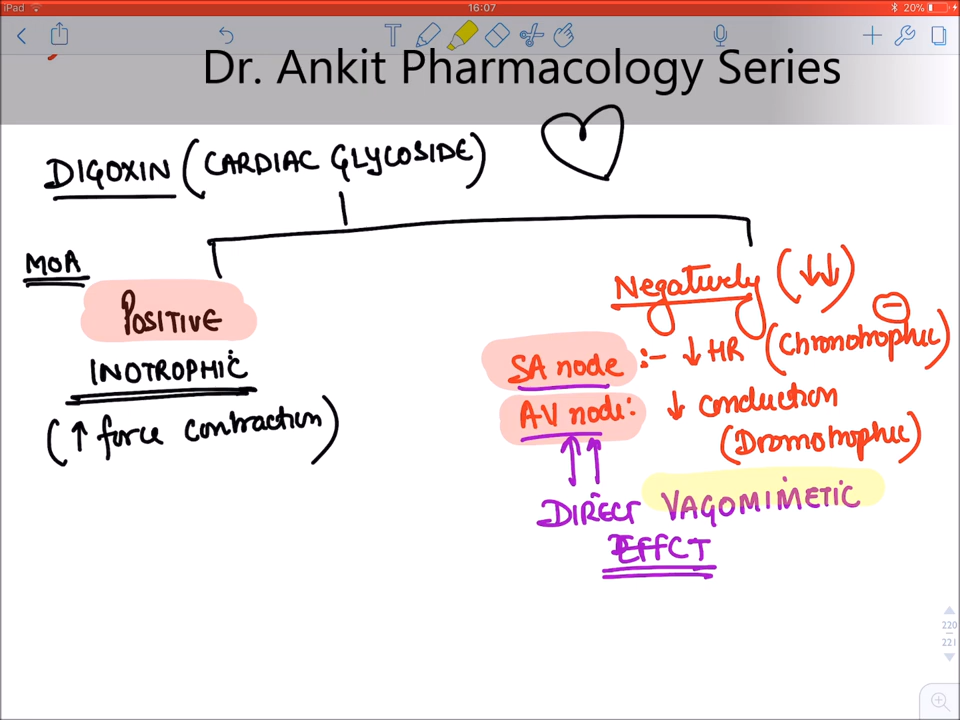 iPad
16:07
20%
Dr. Ankit Pharmacology Series
DIGOXIN (CARDIAC GLYCOSIDE)
MOA
POSITIVE
INOTROPHIC
(↑ force contraction)
Negatively (↓↓)
SA node :- ↓ HR (Chronotrophic)
AV node: ↓ conduction
(Dromotrophic)
DIRECT VAGOMIMETIC
EFFCT
220
221